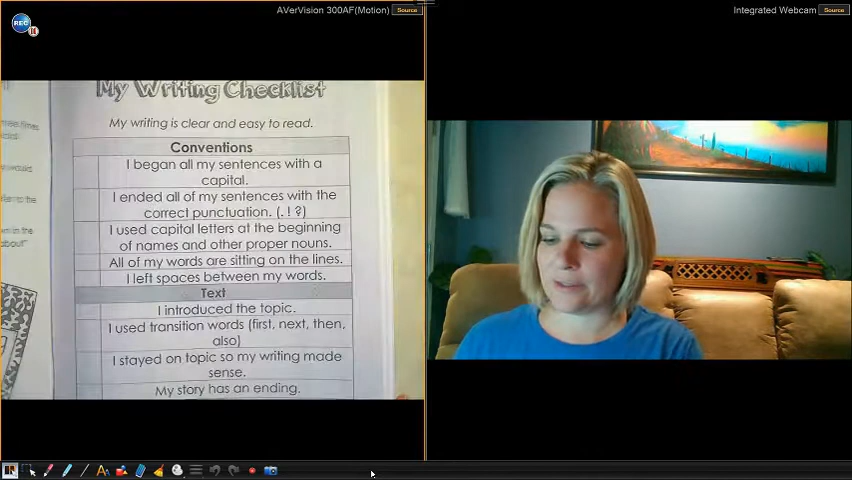 AVerVision 300AF(Motion) Source
Integrated Webcam Source
REC
My Writing Checklist
My writing is clear and easy to read.
Conventions
I began all my sentences with a
capital.
I ended all of my sentences with the
correct punctuation. (. ! ?)
I used capital letters at the beginning
of names and other proper nouns.
All of my words are sitting on the lines.
I left spaces between my words.
Text
I introduced the topic.
I used transition words (first, next, then,
also)
I stayed on topic so my writing made
sense.
My story has an ending.
would
about"